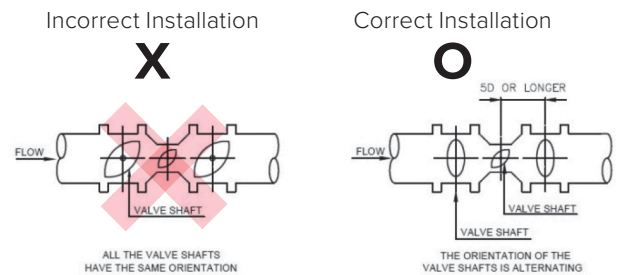 Incorrect Installation
X
FLOW
VALVE SHAFT
ALL THE VALVE SHAFTS
HAVE THE SAME ORIENTATION
Correct Installation
O
5D OR LONGER
FLOW
VALVE SHAFT
VALVE SHAFT
THE ORIENTATION OF THE
VALVE SHAFTS IS ALTERNATING